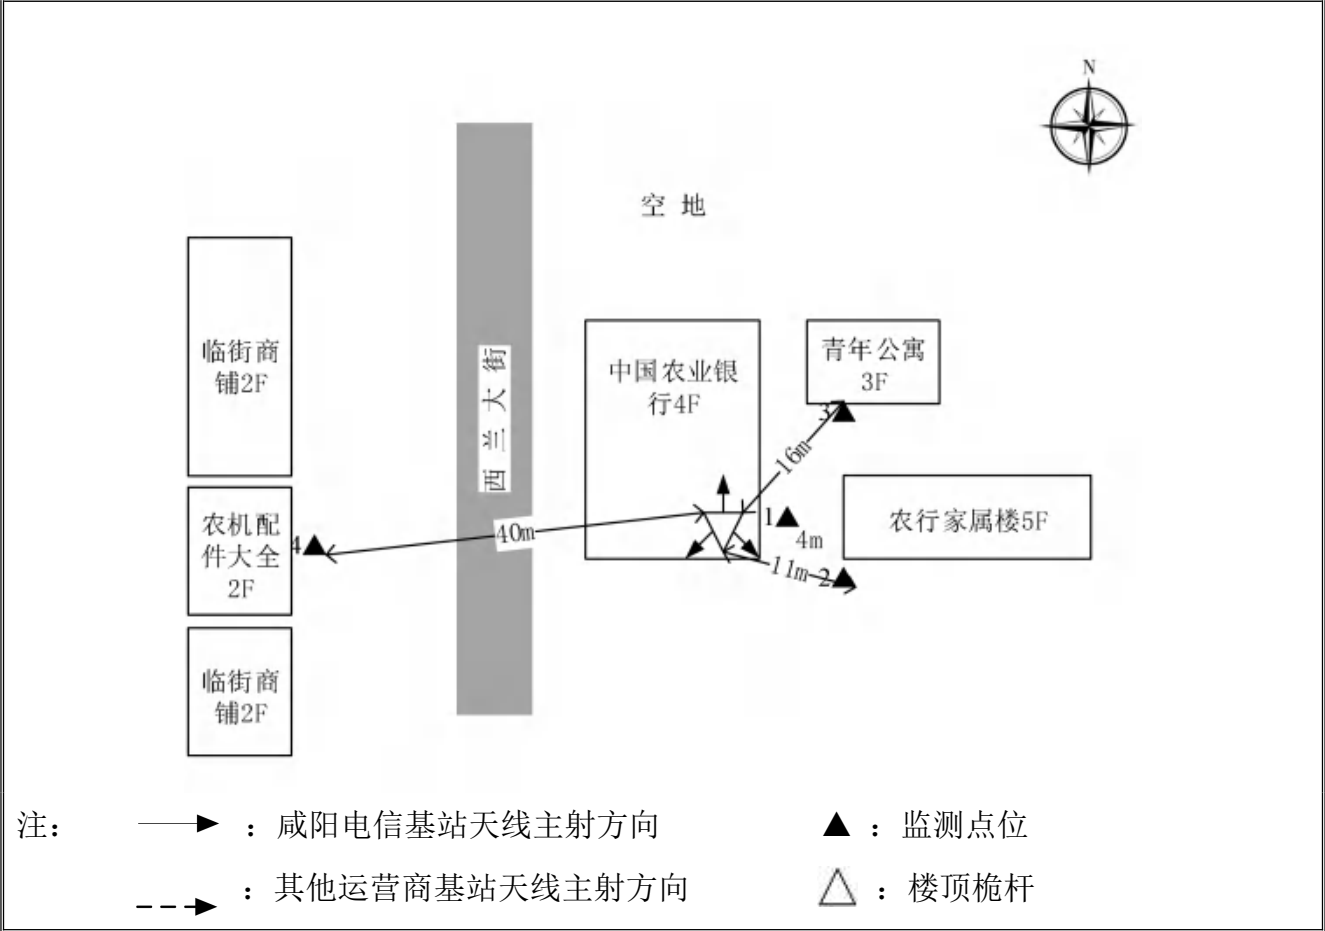 N
空 地
临街商
铺2F
西兰大街
中国农业银
行4F
青年公寓
3F
3
16m
农机配
件大全
2F
4
40m
1
4m
农行家属楼5F
11m
2
临街商
铺2F
注： ：咸阳电信基站天线主射方向 ：监测点位
：其他运营商基站天线主射方向 ：楼顶桅杆